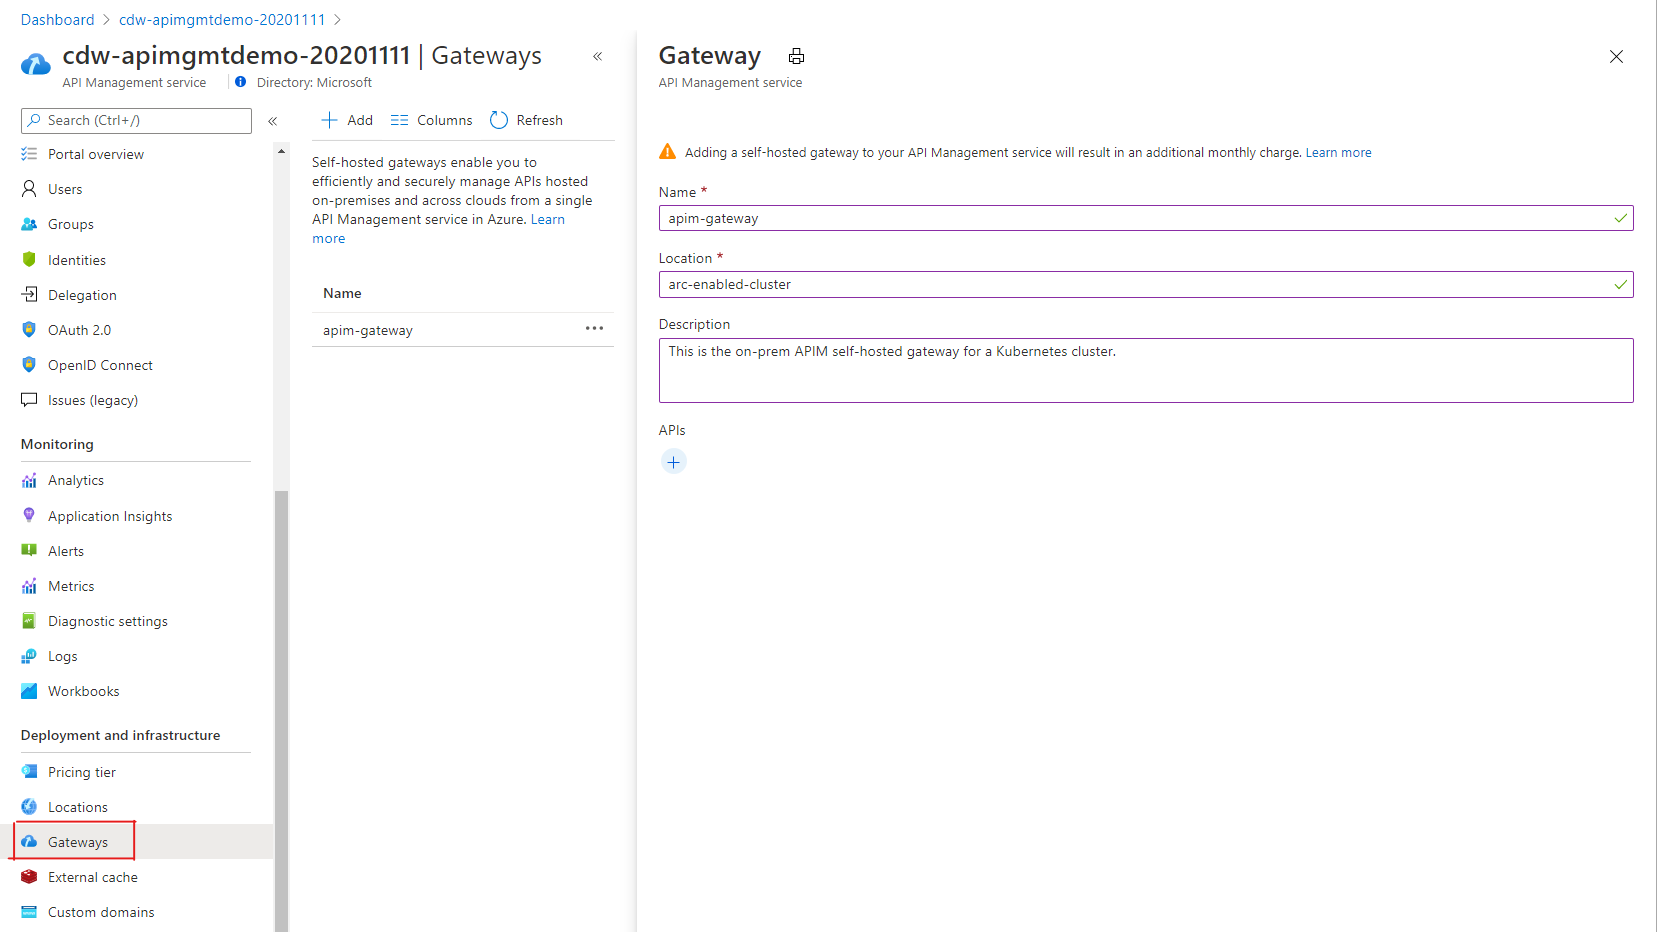 Dashboard > cdw-apimgmtdemo-20201111 >
cdw-apimgmtdemo-20201111 | Gateways
API Management service
Directory: Microsoft
Search (Ctrl+/)
Portal overview
Users
Groups
Identities
Delegation
OAuth 2.0
OpenID Connect
Issues (legacy)
Monitoring
Analytics
Application Insights
Alerts
Metrics
Diagnostic settings
Logs
Workbooks
Deployment and infrastructure
Pricing tier
Locations
Gateways
External cache
Custom domains
Add Columns Refresh
Self-hosted gateways enable you to
efficiently and securely manage APIs hosted
on-premises and across clouds from a single
API Management service in Azure. Learn
more
Name
apim-gateway
Gateway
API Management service
Adding a self-hosted gateway to your API Management service will result in an additional monthly charge. Learn more
Name *
apim-gateway
Location *
arc-enabled-cluster
Description
This is the on-prem APIM self-hosted gateway for a Kubernetes cluster.
APIs